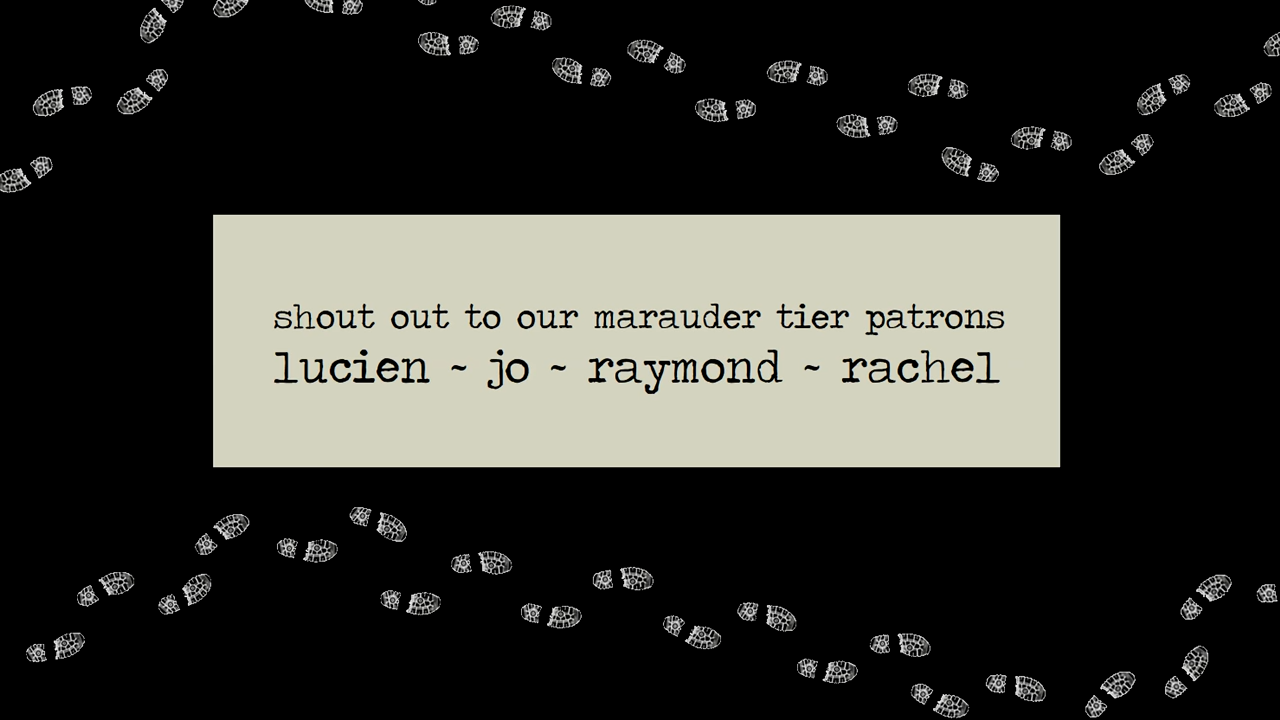 shout out to our marauder tier patrons
lucien ~ jo ~ raymond ~ rachel